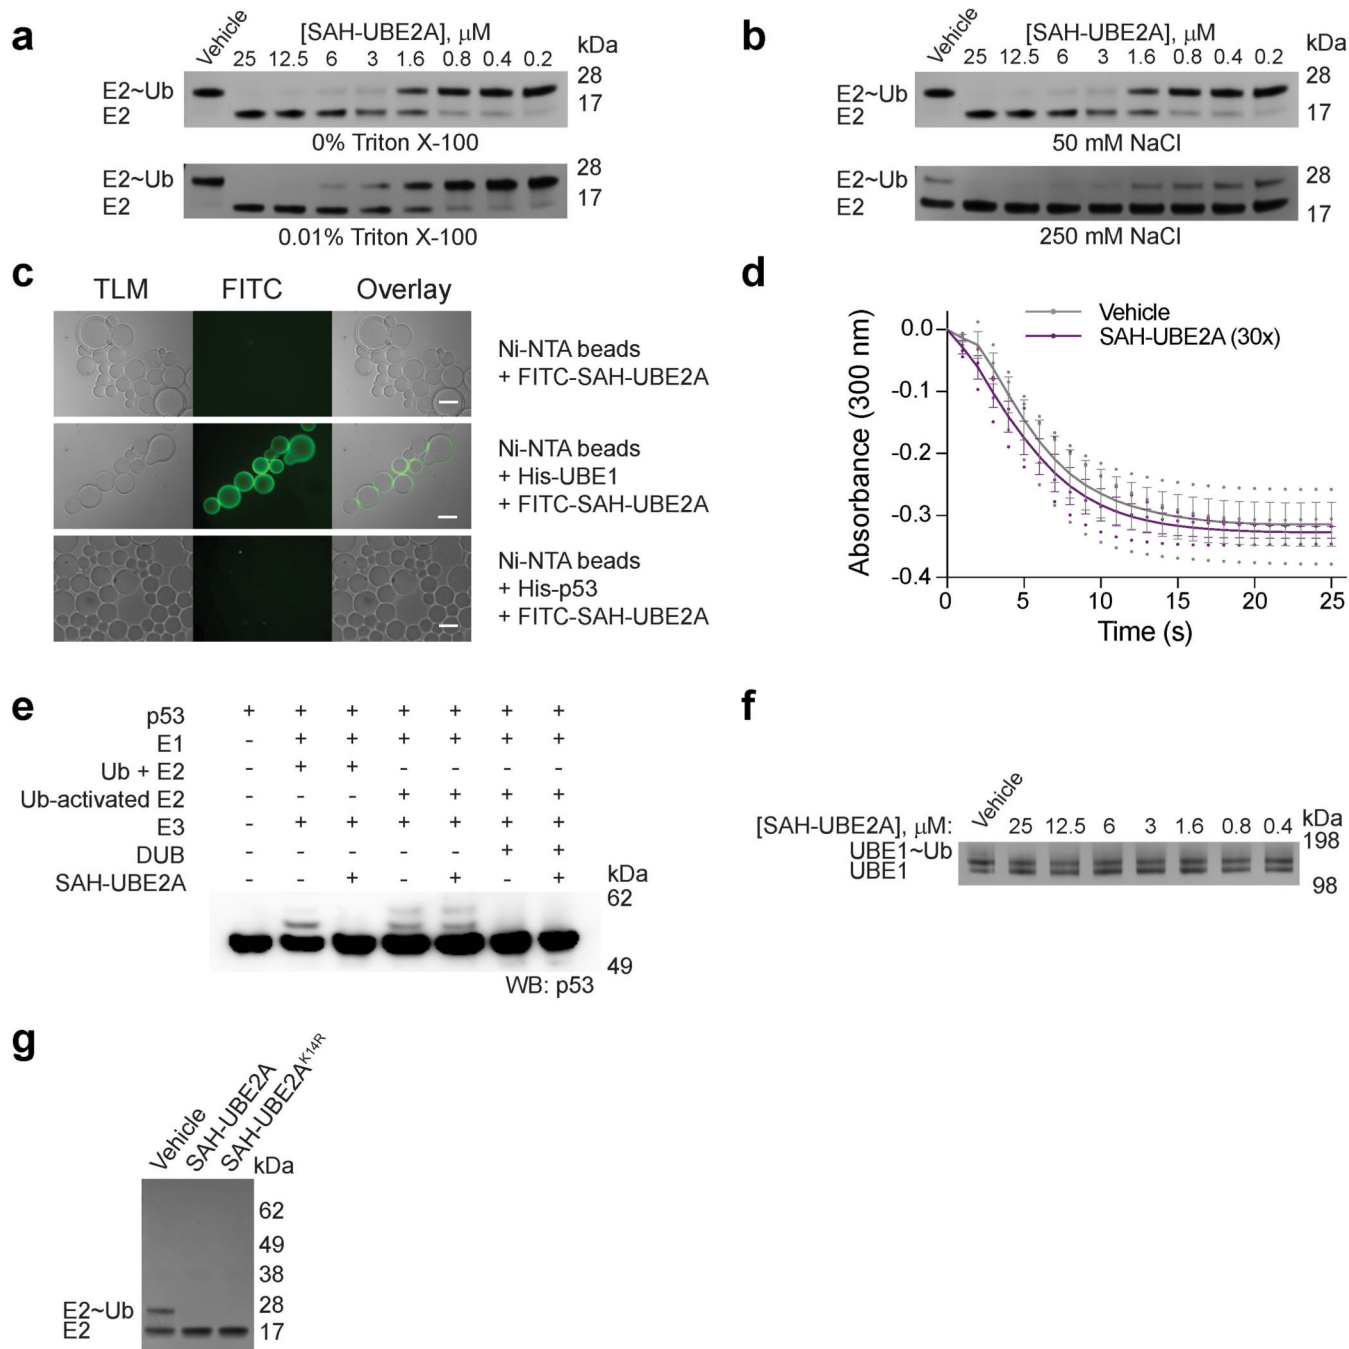 a
Vehicle
[SAH-UBE2A], μM
kDa
25 12.5 6 3 1.6 0.8 0.4 0.2
E2~Ub
28
E2
17
0% Triton X-100
E2~Ub
28
E2
17
0.01% Triton X-100
b
Vehicle
[SAH-UBE2A], μM
kDa
25 12.5 6 3 1.6 0.8 0.4 0.2
E2~Ub
28
E2
17
50 mM NaCl
E2~Ub
28
E2
17
250 mM NaCl
c
TLM FITC Overlay
Ni-NTA beads
+ FITC-SAH-UBE2A
Ni-NTA beads
+ His-UBE1
+ FITC-SAH-UBE2A
Ni-NTA beads
+ His-p53
+ FITC-SAH-UBE2A
d
Vehicle
SAH-UBE2A (30x)
Absorbance (300 nm)
0.0
-0.1
-0.2
-0.3
-0.4
0 5 10 15 20 25
Time (s)
e
p53 + + + + + + +
E1 - + + + + + +
Ub + E2 - + + - - - -
Ub-activated E2 - - - + + + +
E3 - + + + + + +
DUB - - - - - + +
SAH-UBE2A - - + - + - +
kDa
62
49
WB: p53
f
Vehicle
[SAH-UBE2A], μM: 25 12.5 6 3 1.6 0.8 0.4
kDa
198
UBE1~Ub
UBE1
98
g
Vehicle
SAH-UBE2A
SAH-UBE2A^K14R
kDa
62
49
38
E2~Ub 28
E2 17